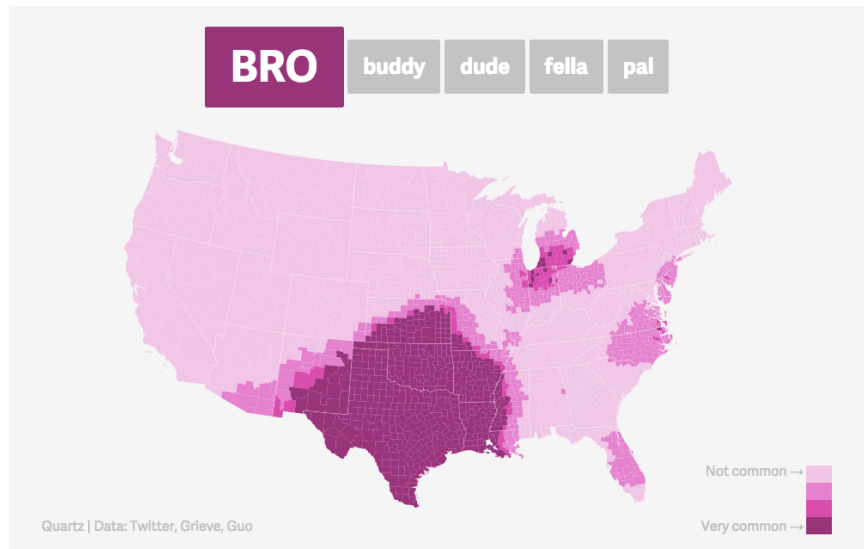 BRO buddy dude fella pal
Not common →
Very common →
Quartz | Data: Twitter, Grieve, Guo